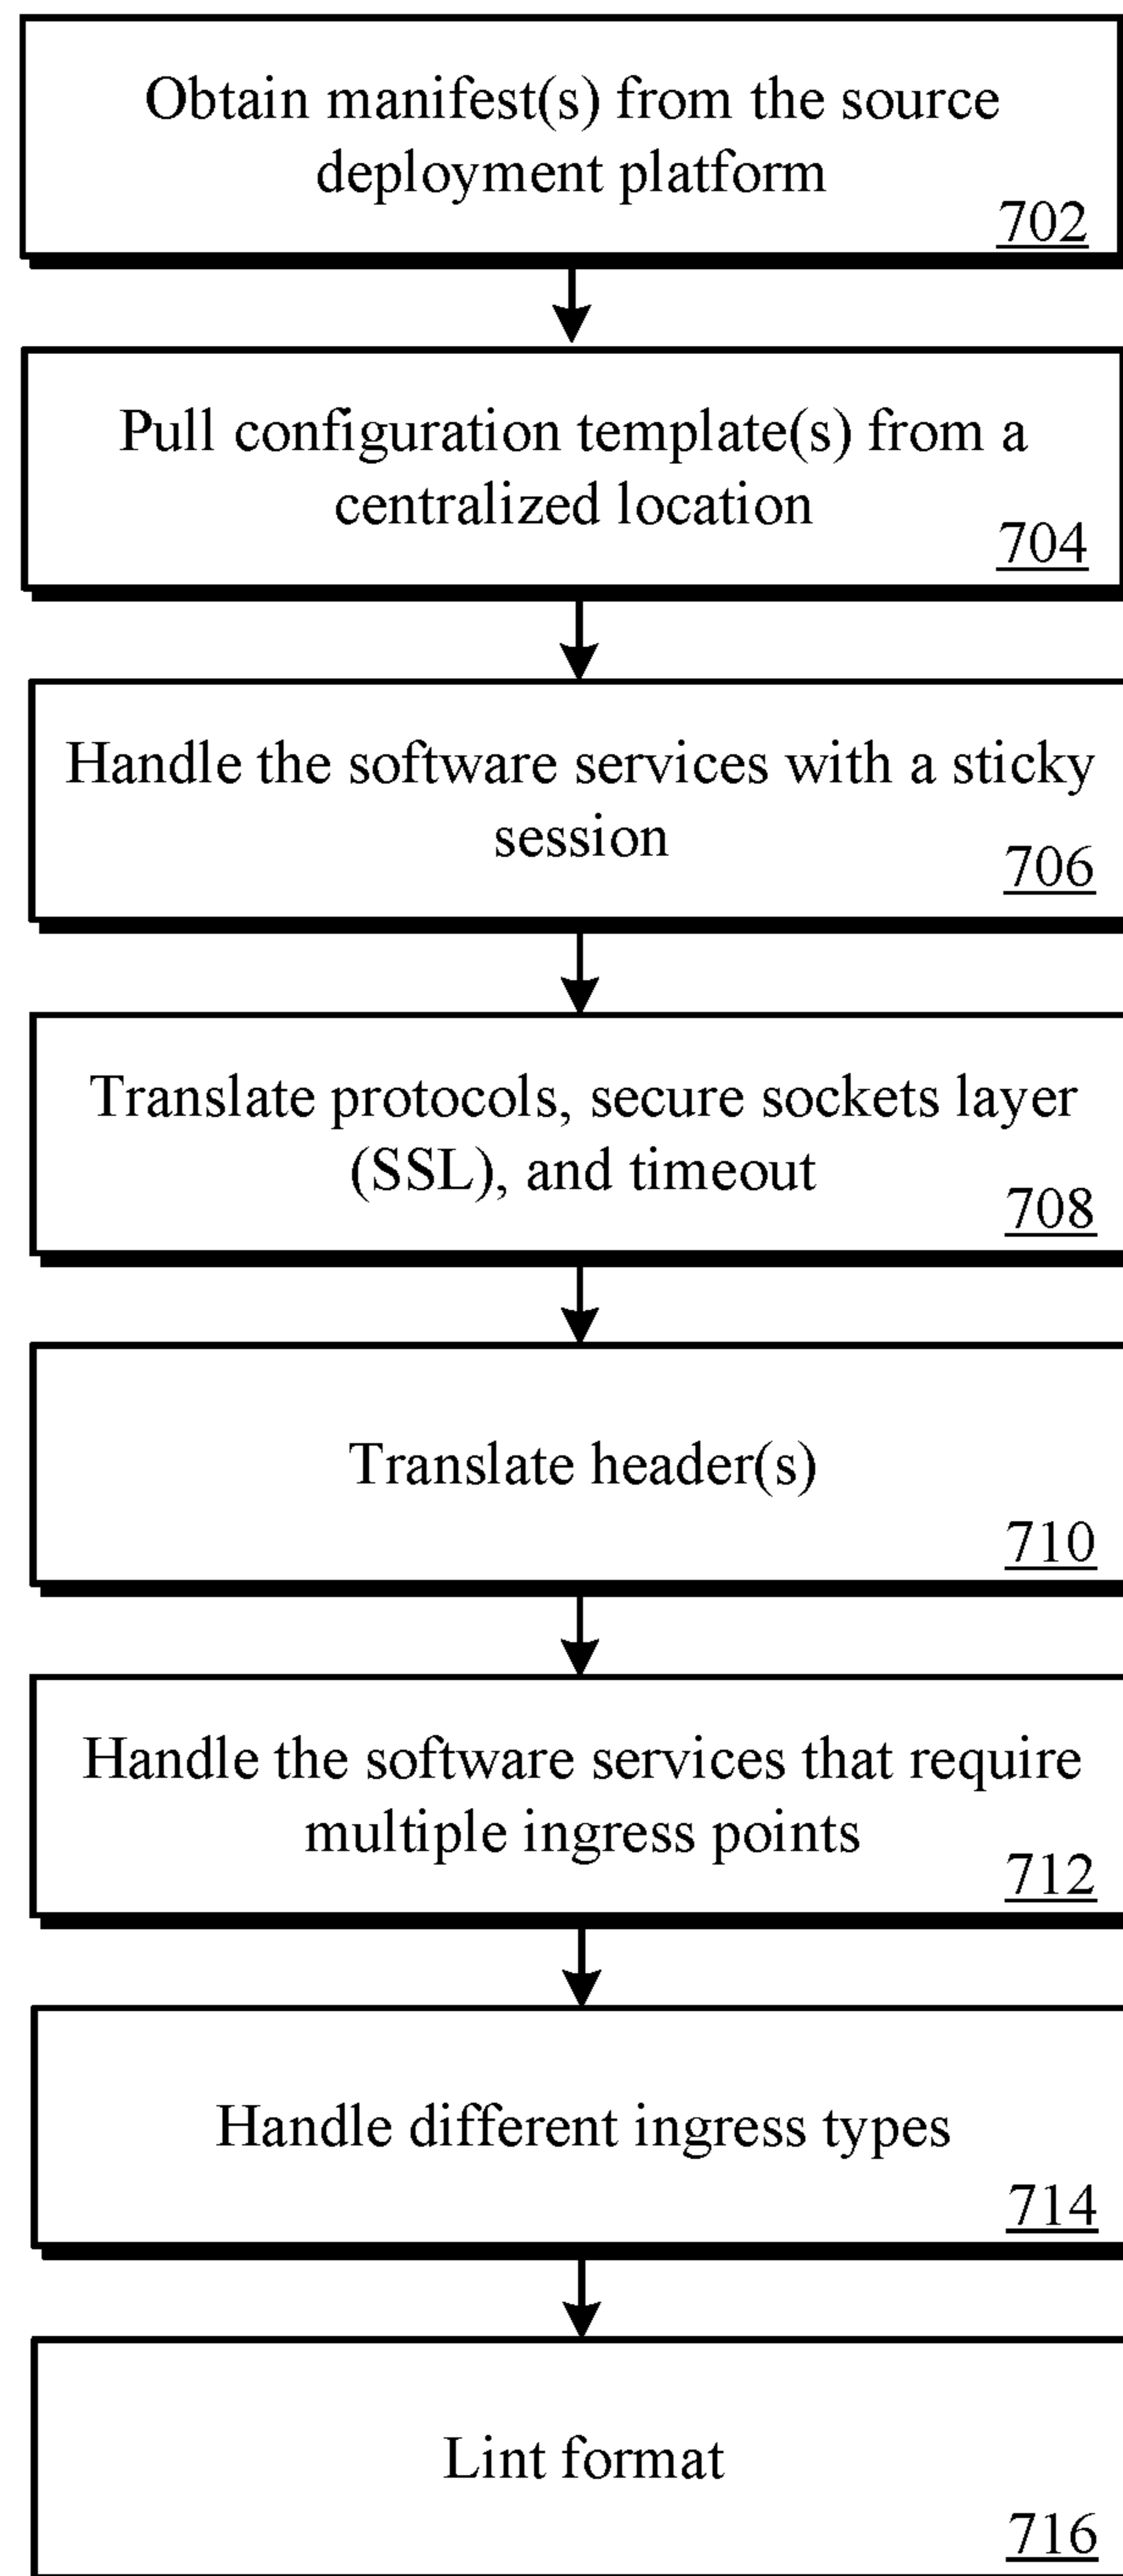 Obtain manifest(s) from the source
deployment platform
702
Pull configuration template(s) from a
centralized location
704
Handle the software services with a sticky
session
706
Translate protocols, secure sockets layer
(SSL), and timeout
708
Translate header(s)
710
Handle the software services that require
multiple ingress points
712
Handle different ingress types
714
Lint format
716